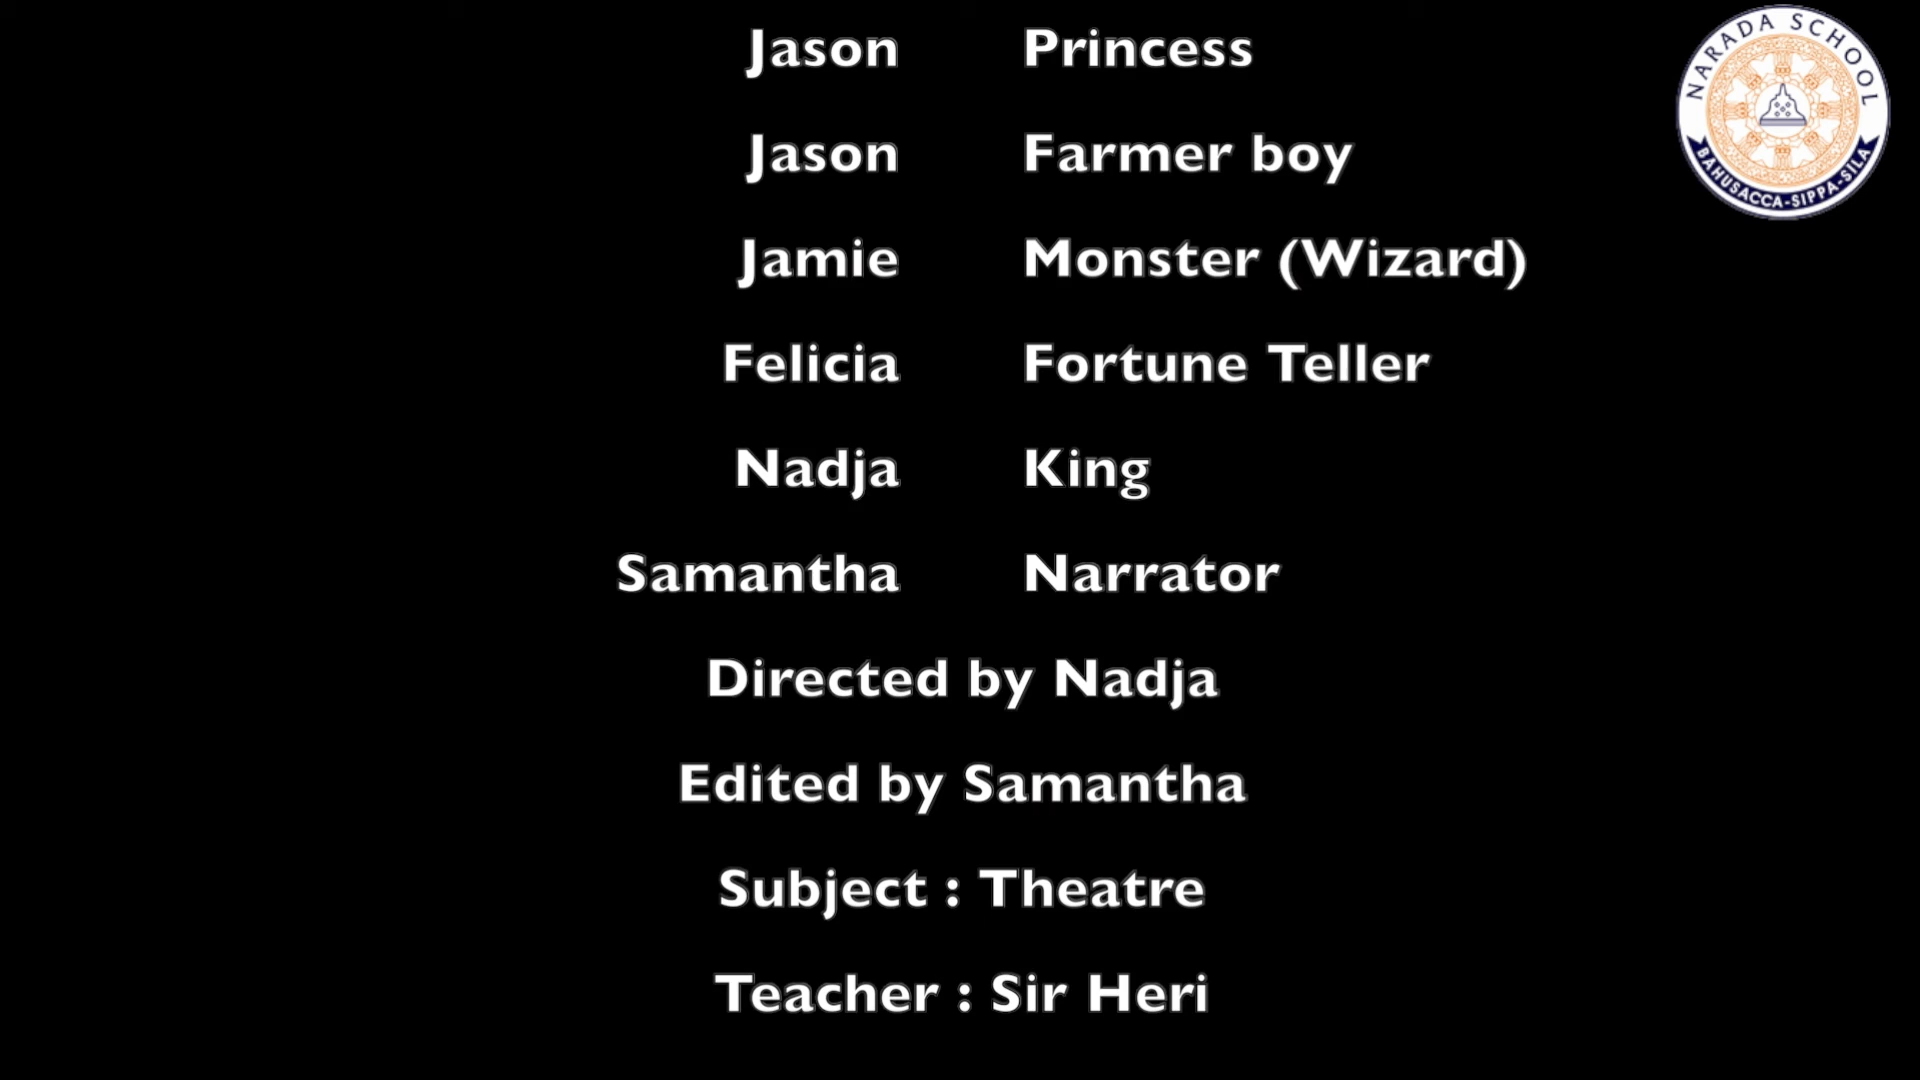 Jason Princess
Jason Farmer boy
Jamie Monster (Wizard)
Felicia Fortune Teller
Nadja King
Samantha Narrator
Directed by Nadja
Edited by Samantha
Subject : Theatre
Teacher : Sir Heri
NARADA SCHOOL
BAHUSACCA-SIPPA-SILA